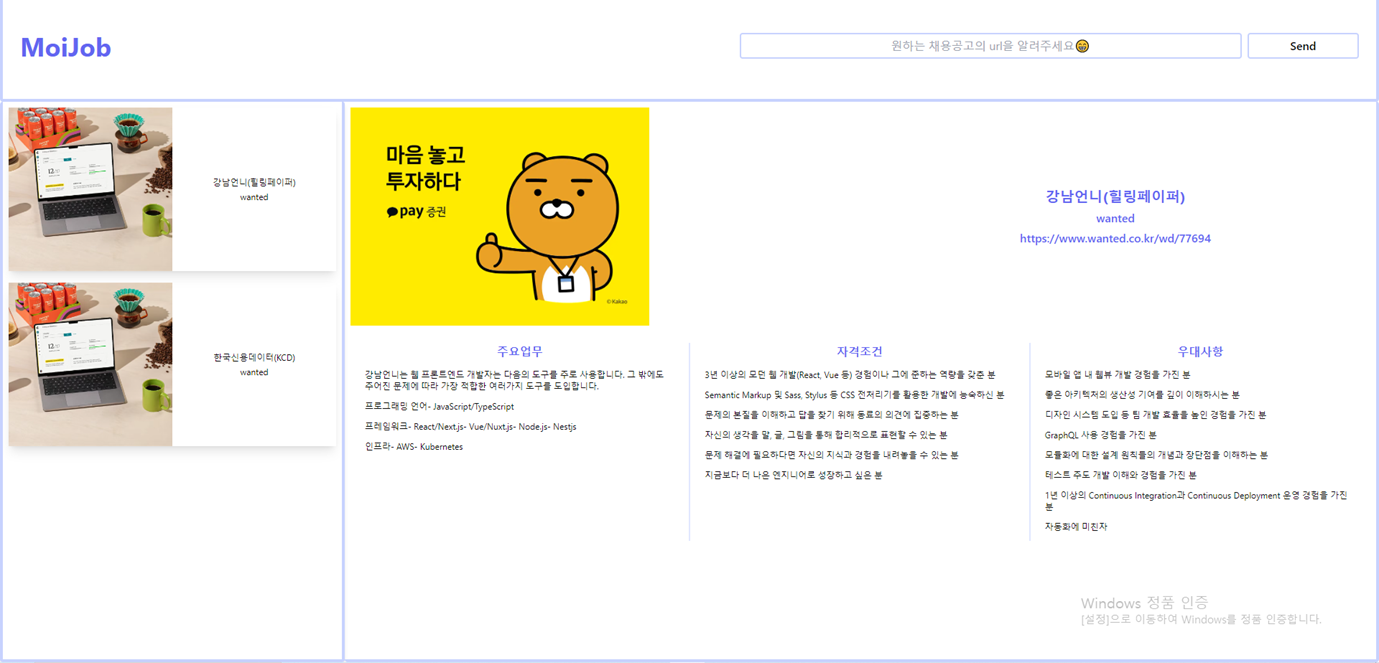 MoiJob
원하는 채용공고의 url을 알려주세요😁
Send
강남언니(힐링페이퍼)
wanted
한국신용데이터(KCD)
wanted
마음 놓고
투자하다
pay 증권
© Kakao
강남언니(힐링페이퍼)
wanted
https://www.wanted.co.kr/wd/77694
주요업무
강남언니는 웹 프론트엔드 개발자는 다음의 도구를 주로 사용합니다. 그 밖에도
주어진 문제에 따라 가장 적합한 여러가지 도구를 도입합니다.
프로그래밍 언어- JavaScript/TypeScript
프레임워크- React/Next.js- Vue/Nuxt.js- Node.js- Nestjs
인프라- AWS- Kubernetes
자격조건
3년 이상의 모던 웹 개발(React, Vue 등) 경험이나 그에 준하는 역량을 갖춘 분
Semantic Markup 및 Sass, Stylus 등 CSS 전처리기를 활용한 개발에 능숙하신 분
문제의 본질을 이해하고 답을 찾기 위해 동료의 의견에 집중하는 분
자신의 생각을 말, 글, 그림을 통해 합리적으로 표현할 수 있는 분
문제 해결에 필요하다면 자신의 지식과 경험을 내려놓을 수 있는 분
지금보다 더 나은 엔지니어로 성장하고 싶은 분
우대사항
모바일 앱 내 웹뷰 개발 경험을 가진 분
좋은 아키텍처의 생산성 기여를 깊이 이해하시는 분
디자인 시스템 도입 등 팀 개발 효율을 높인 경험을 가진 분
GraphQL 사용 경험을 가진 분
모듈화에 대한 설계 원칙들의 개념과 장단점을 이해하는 분
테스트 주도 개발 이해와 경험을 가진 분
1년 이상의 Continuous Integration과 Continuous Deployment 운영 경험을 가진
분
자동화에 미친자
Windows 정품 인증
[설정]으로 이동하여 Windows를 정품 인증합니다.